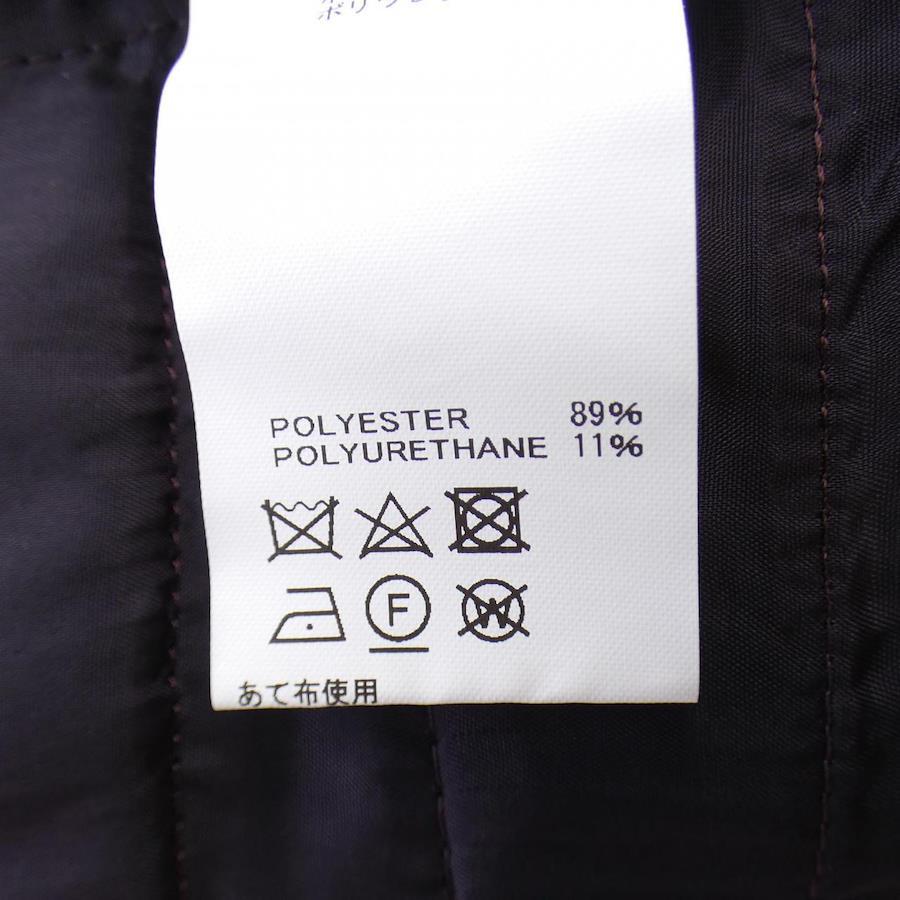 POLYESTER 89%
POLYURETHANE 11%
F
W
あて布使用